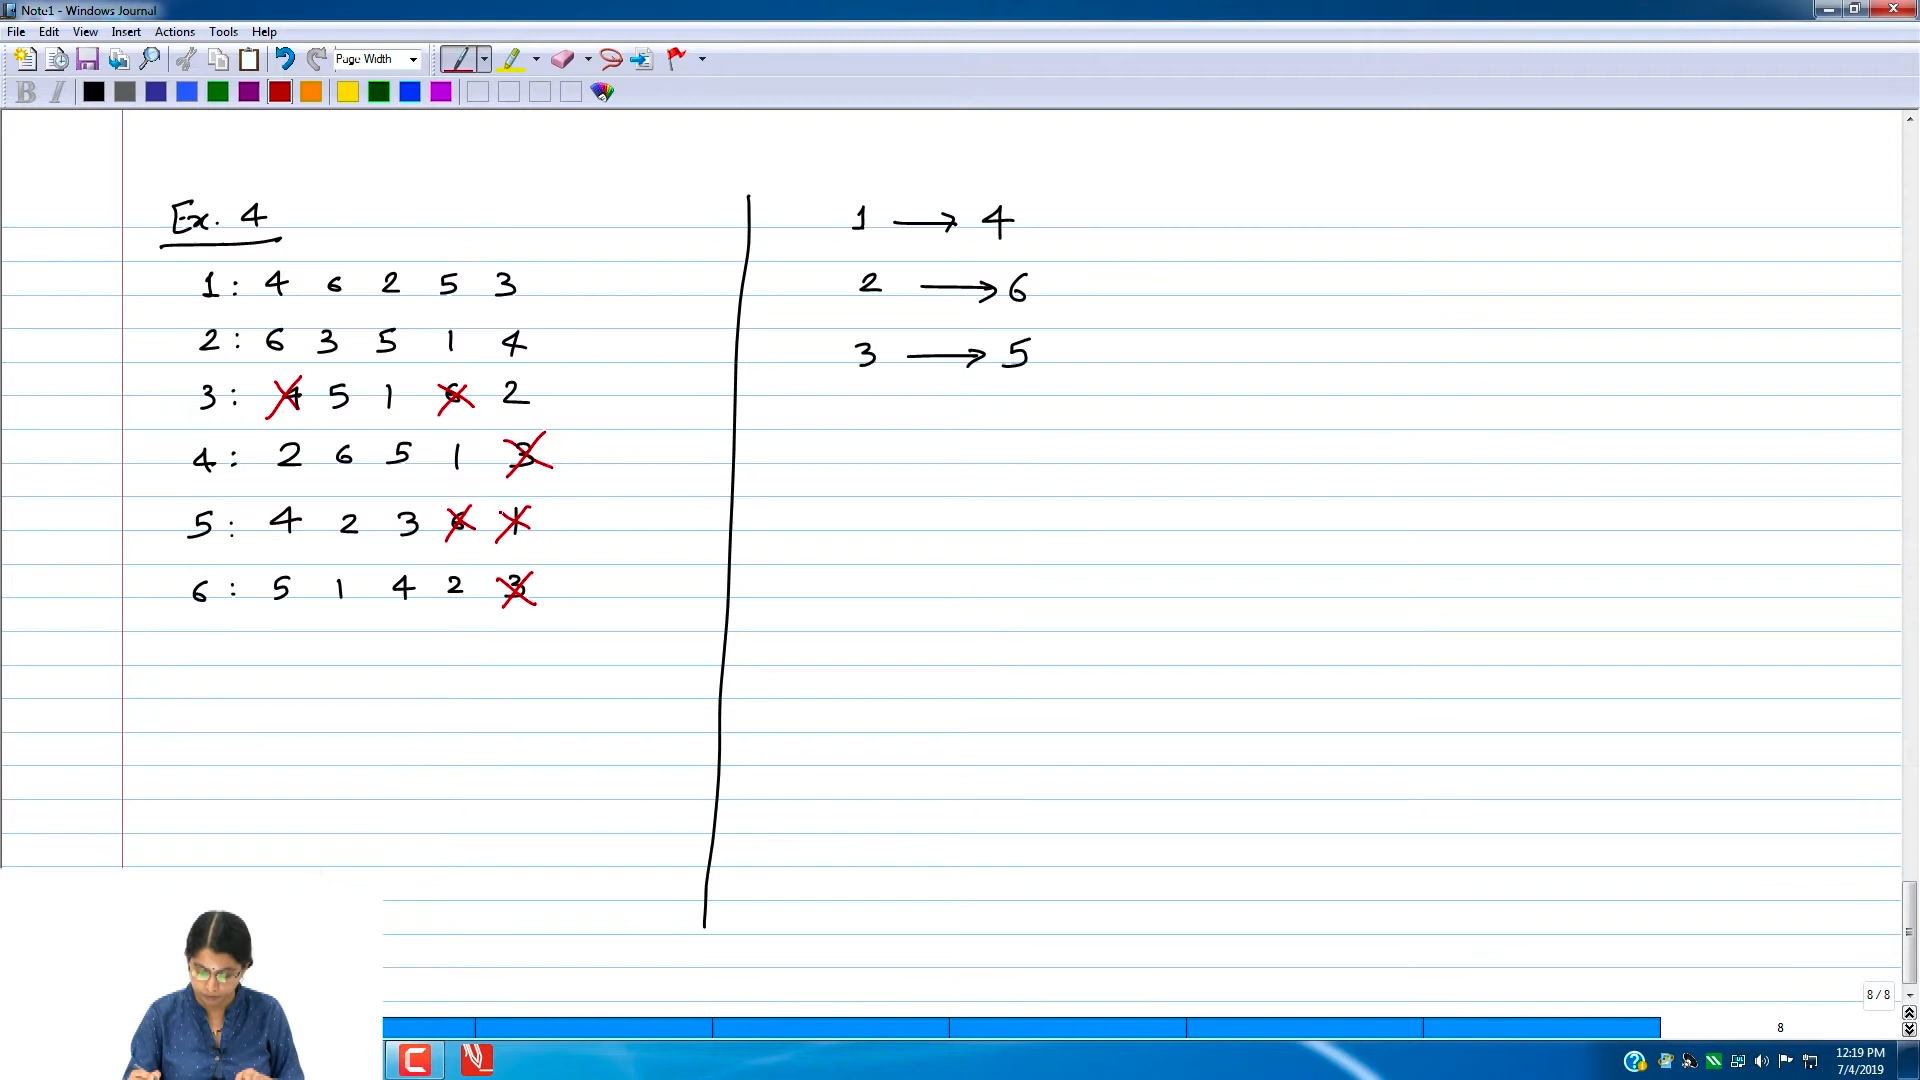 Note1 - Windows Journal
File Edit View Insert Actions Tools Help
Page Width
B I
Ex. 4
1 : 4 6 2 5 3
2 : 6 3 5 1 4
3 : 4 5 1 6 2
4 : 2 6 5 1 3
5 : 4 2 3 6 1
6 : 5 1 4 2 3
1 → 4
2 → 6
3 → 5
8 / 8
8
12:19 PM
7/4/2019